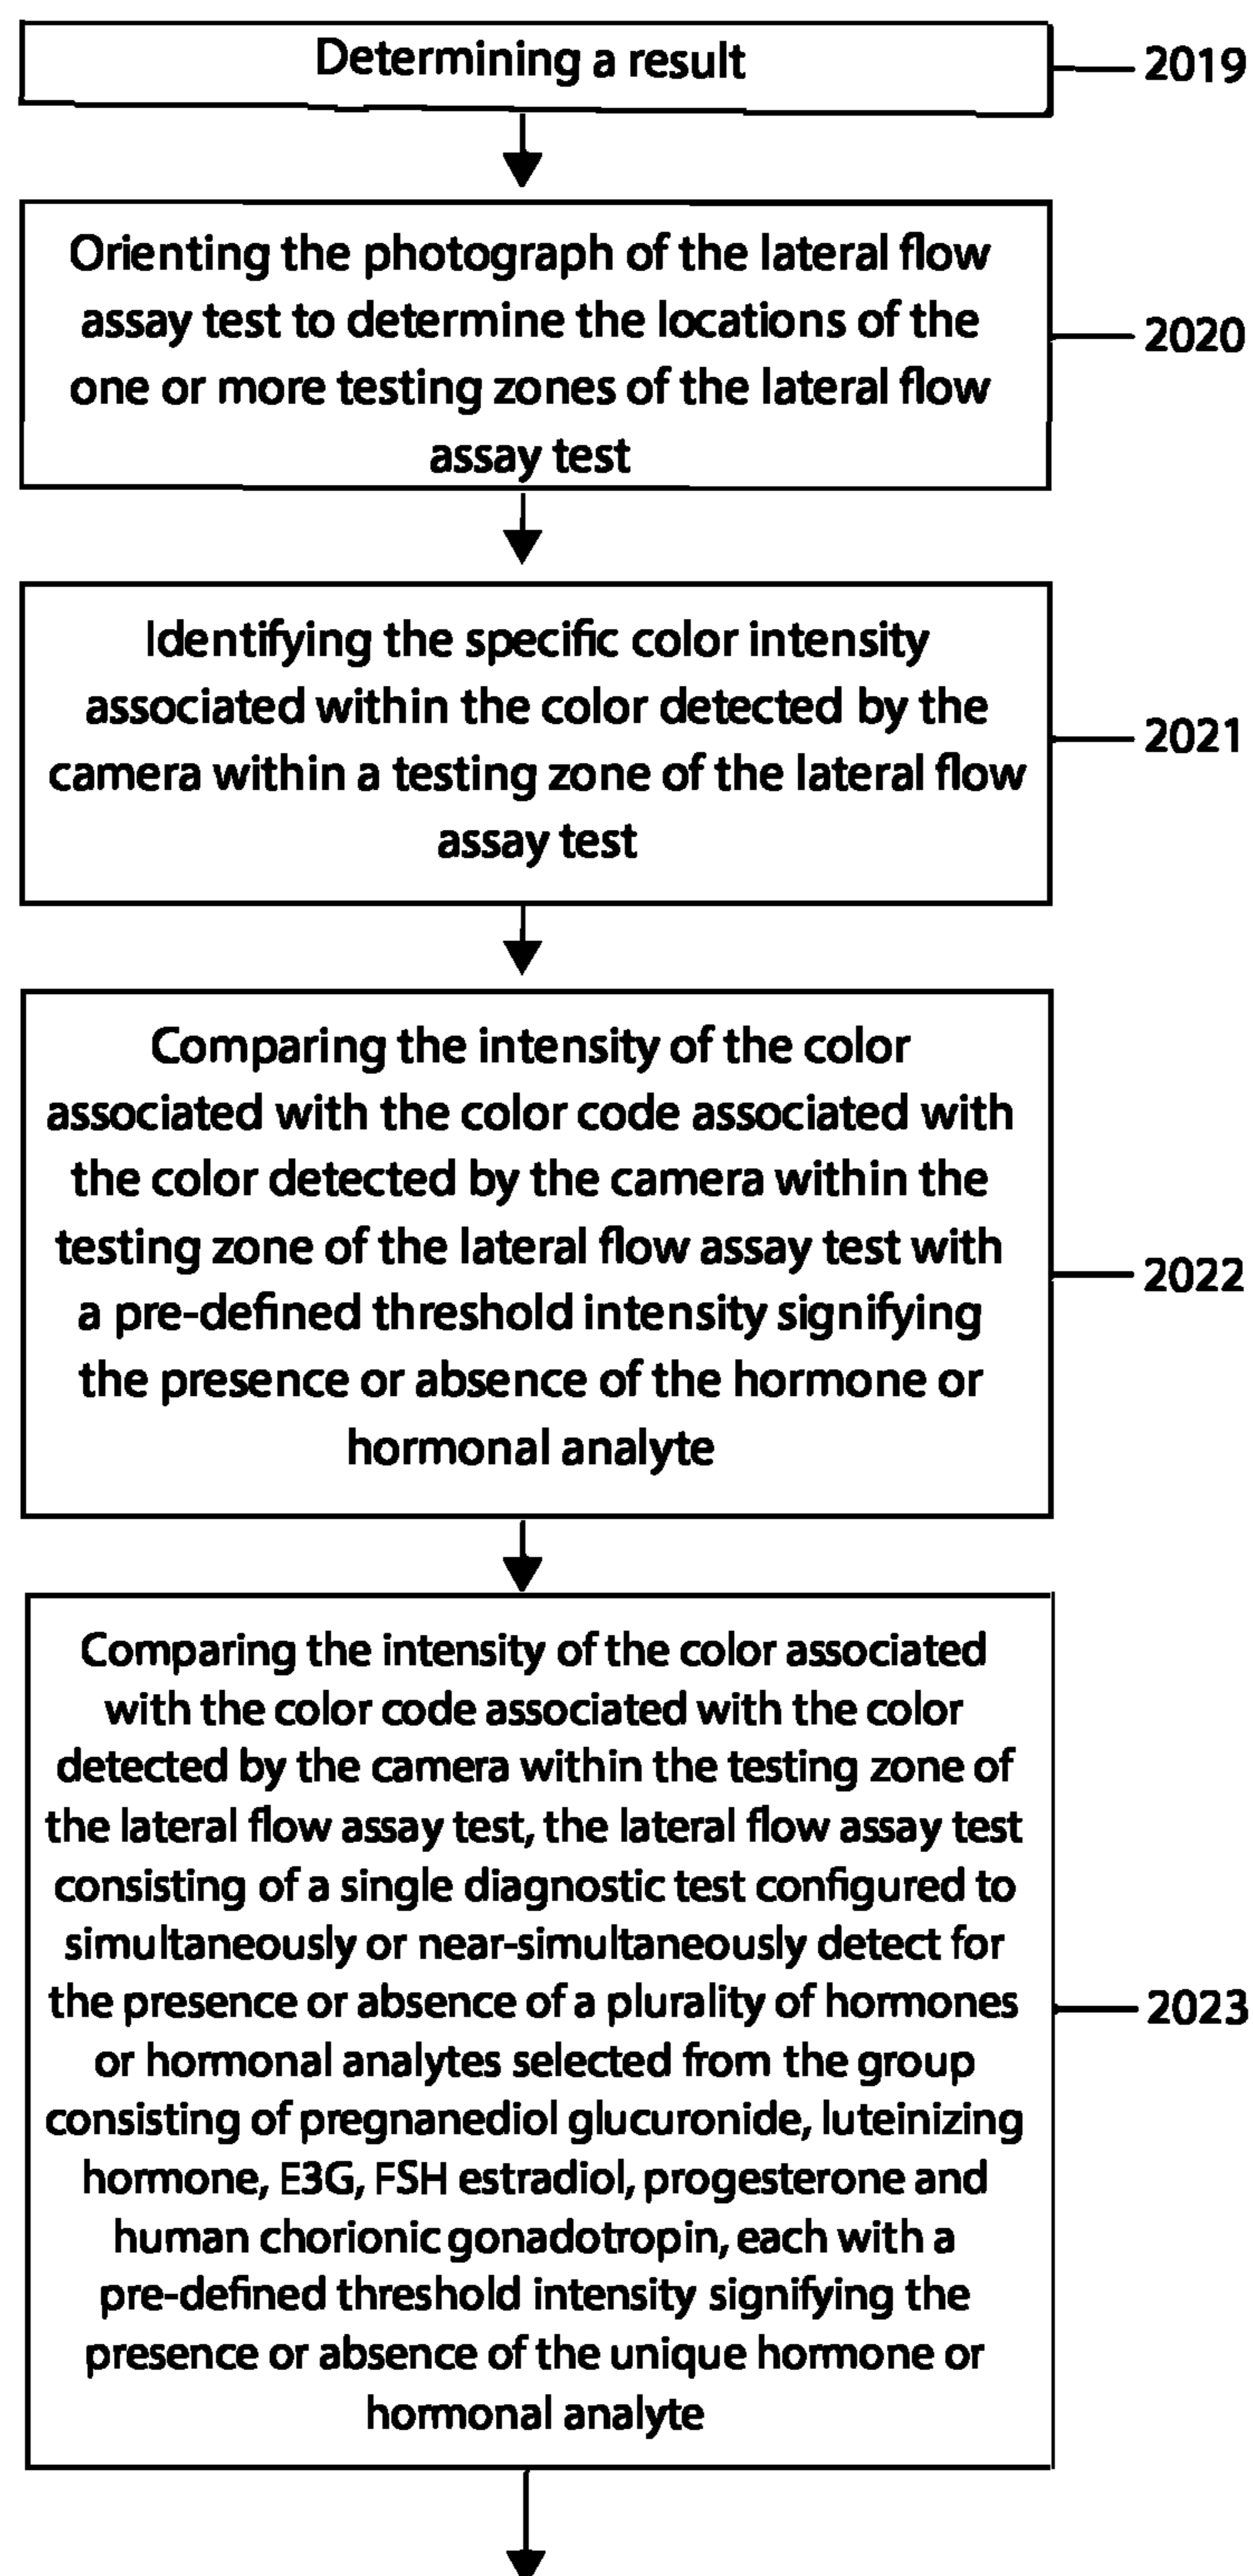 Determining a result
2019
Orienting the photograph of the lateral flow
assay test to determine the locations of the
one or more testing zones of the lateral flow
assay test
2020
Identifying the specific color intensity
associated within the color detected by the
camera within a testing zone of the lateral flow
assay test
2021
Comparing the intensity of the color
associated with the color code associated with
the color detected by the camera within the
testing zone of the lateral flow assay test with
a pre-defined threshold intensity signifying
the presence or absence of the hormone or
hormonal analyte
2022
Comparing the intensity of the color associated
with the color code associated with the color
detected by the camera within the testing zone of
the lateral flow assay test, the lateral flow assay test
consisting of a single diagnostic test configured to
simultaneously or near-simultaneously detect for
the presence or absence of a plurality of hormones
or hormonal analytes selected from the group
consisting of pregnanediol glucuronide, luteinizing
hormone, E3G, FSH estradiol, progesterone and
human chorionic gonadotropin, each with a
pre-defined threshold intensity signifying the
presence or absence of the unique hormone or
hormonal analyte
2023